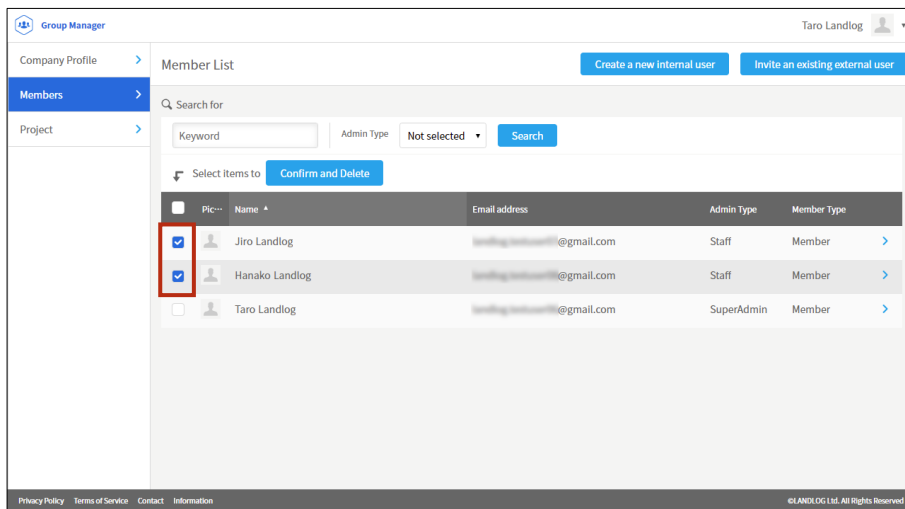 Group Manager
Taro Landlog
Company Profile
Members
Project
Member List
Create a new internal user
Invite an existing external user
Search for
Keyword
Admin Type
Not selected
Search
Select items to
Confirm and Delete
Pic··· Name Email address Admin Type Member Type
Jiro Landlog @gmail.com Staff Member
Hanako Landlog @gmail.com Staff Member
Taro Landlog @gmail.com SuperAdmin Member
Privacy Policy Terms of Service Contact Information
©LANDLOG Ltd. All Rights Reserved